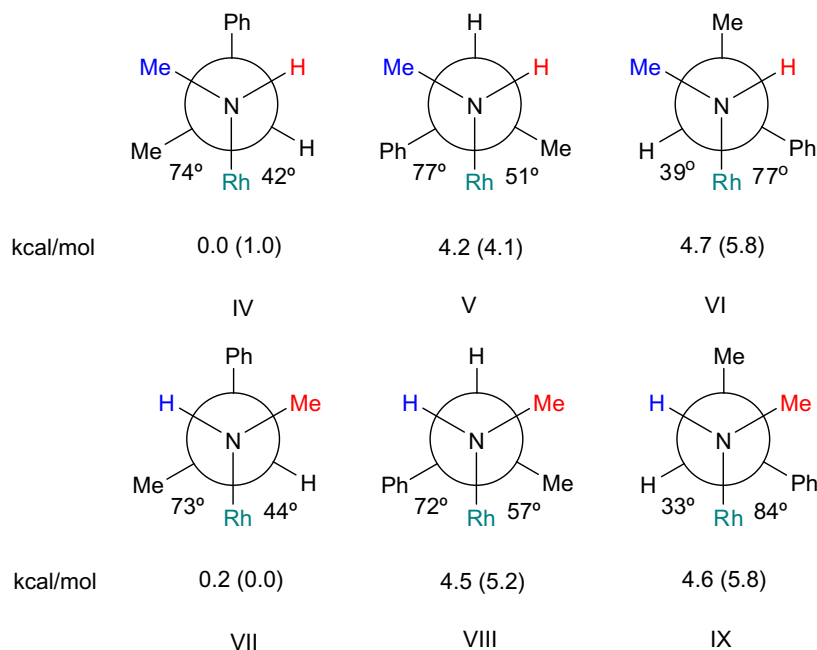 Ph H Me
Me H Me H Me H
N N N
Me H Ph Me H Ph
74º Rh 42º 77º Rh 51º 39º Rh 77º
kcal/mol 0.0 (1.0) 4.2 (4.1) 4.7 (5.8)
IV V VI
Ph H Me
H Me H Me H Me
N N N
Me H Ph Me H Ph
73º Rh 44º 72º Rh 57º 33º Rh 84º
kcal/mol 0.2 (0.0) 4.5 (5.2) 4.6 (5.8)
VII VIII IX